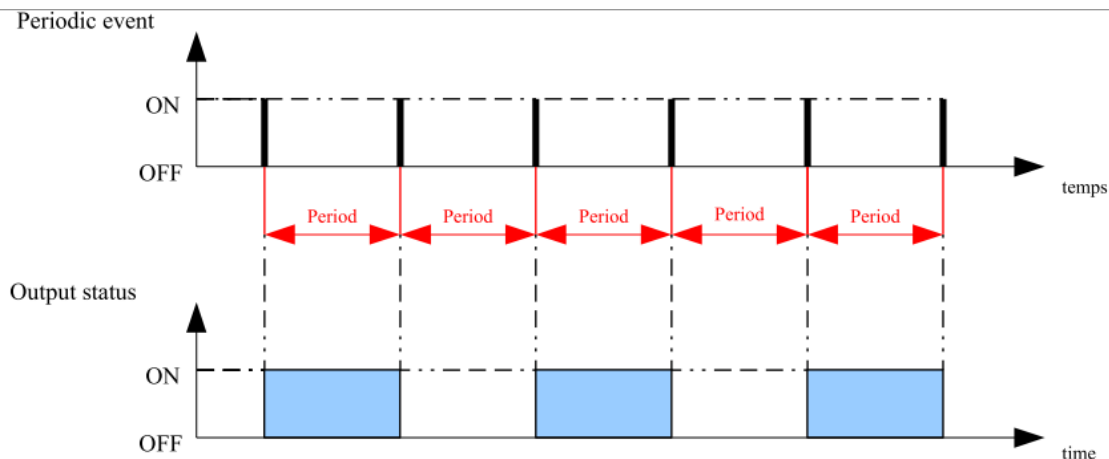 Periodic event
ON
OFF
temps
Period Period Period Period Period
Output status
ON
OFF
time